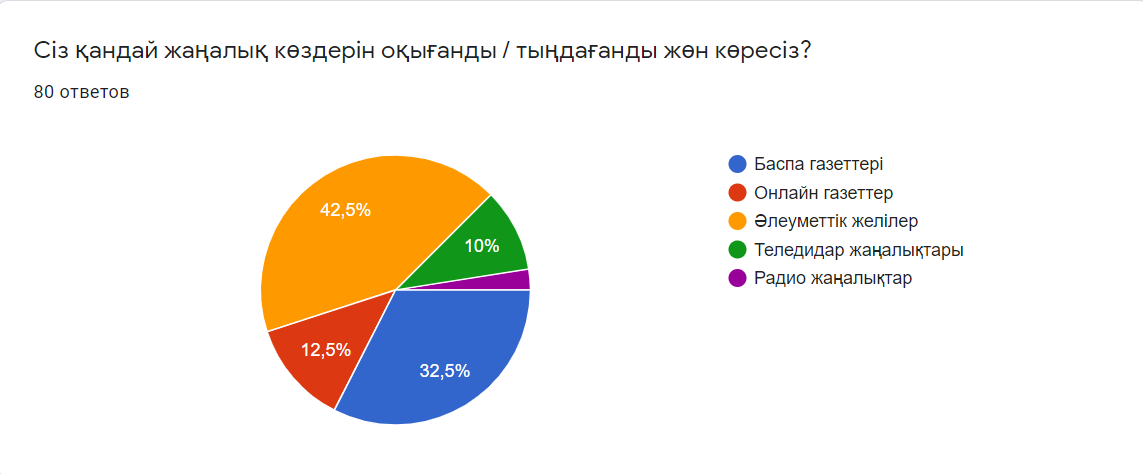 Сіз қандай жаңалық көздерін оқығанды / тыңдағанды жөн көресіз?
80 ответов
42,5%
10%
12,5%
32,5%
Баспа газеттері
Онлайн газеттер
Әлеуметтік желілер
Теледидар жаңалықтары
Радио жаңалықтар